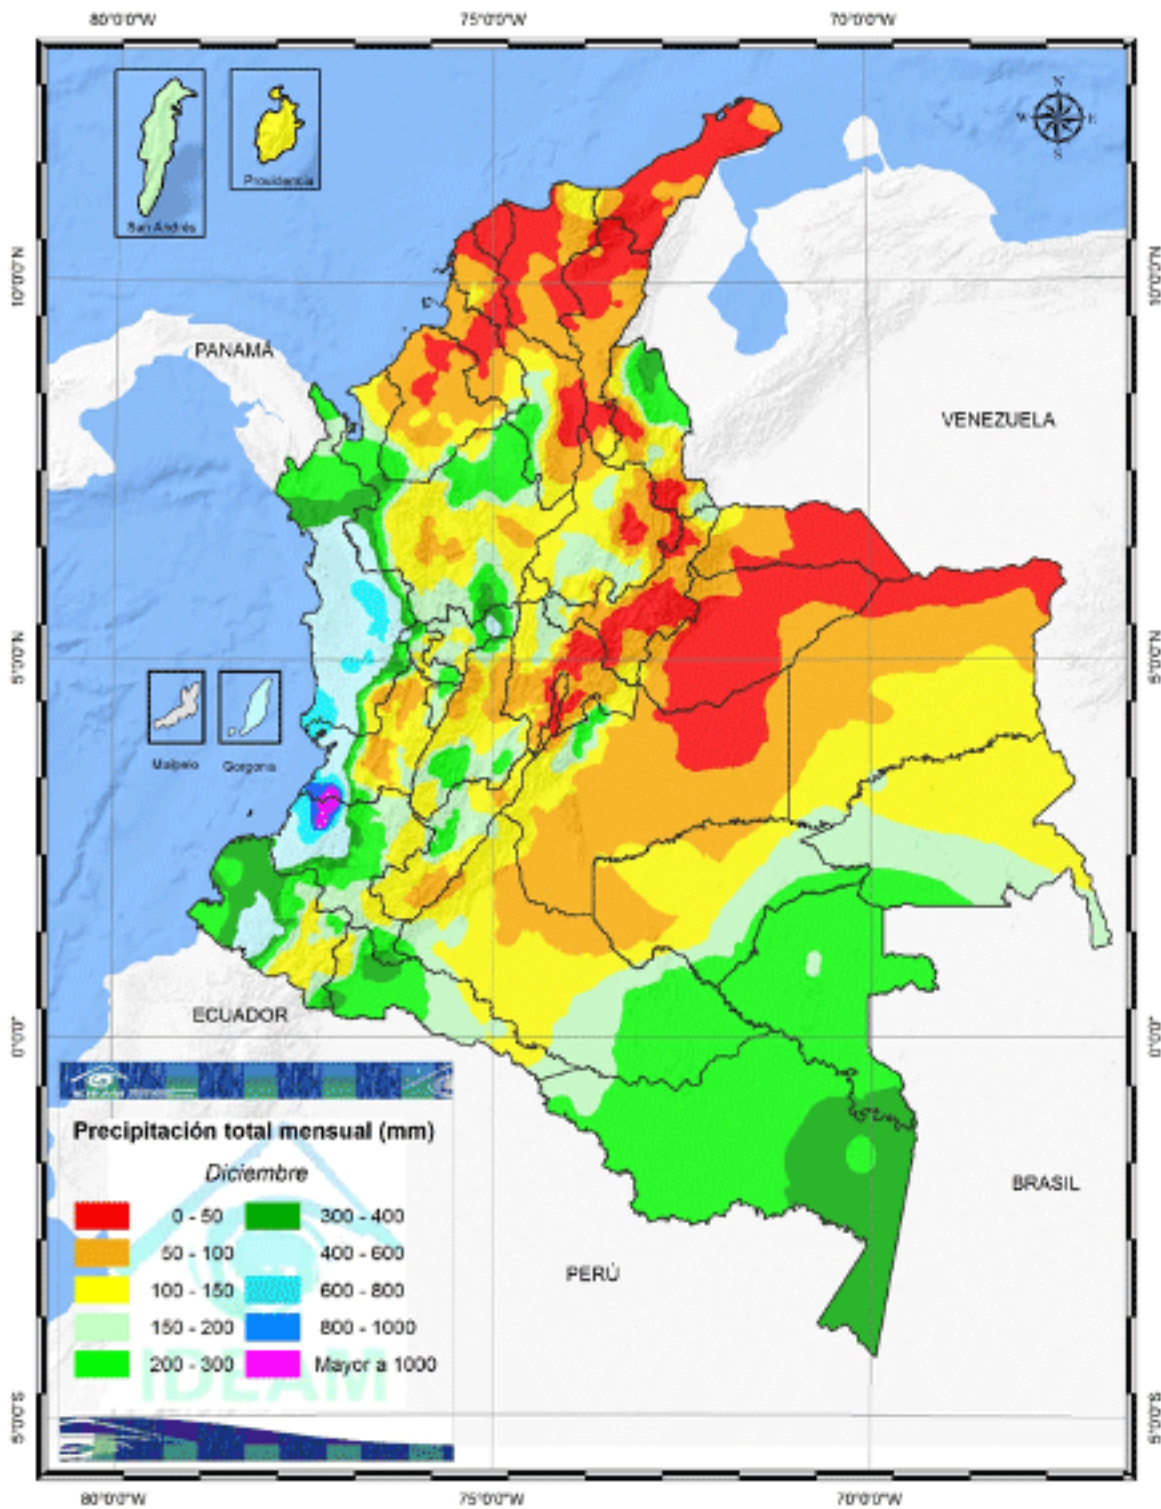 80°0'0"W 75°0'0"W 70°0'0"W
N
W E
S
San Andrés
Providencia
10°0'0"N 10°0'0"N
PANAMÁ
VENEZUELA
5°0'0"N 5°0'0"N
Malpelo Gorgona
ECUADOR
0°0'0" 0°0'0"
Precipitación total mensual (mm)
Diciembre
BRASIL
0 - 50 300 - 400
50 - 100 400 - 600
PERÚ
100 - 150 600 - 800
150 - 200 800 - 1000
200 - 300 Mayor a 1000
IDEAM
5°0'0"S 5°0'0"S
80°0'0"W 75°0'0"W 70°0'0"W